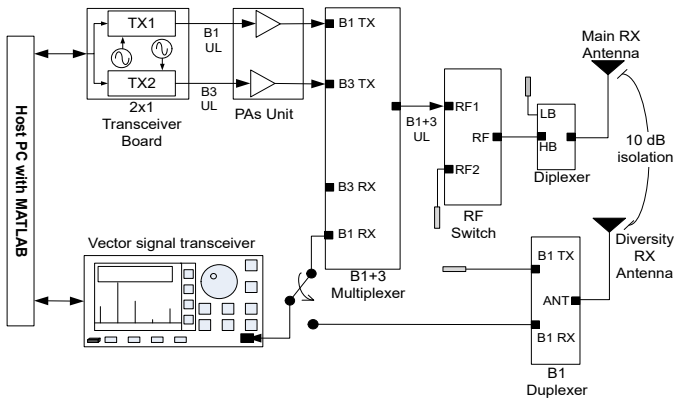 Host PC with MATLAB
TX1
TX2
2x1
Transceiver
Board
B1
UL
B3
UL
PAs Unit
B1 TX
B3 TX
B3 RX
B1 RX
B1+3
Multiplexer
B1+3
UL
RF1
RF
RF2
RF
Switch
LB
HB
Diplexer
Main RX
Antenna
10 dB
isolation
Diversity
RX
Antenna
B1 TX
ANT
B1 RX
B1
Duplexer
Vector signal transceiver